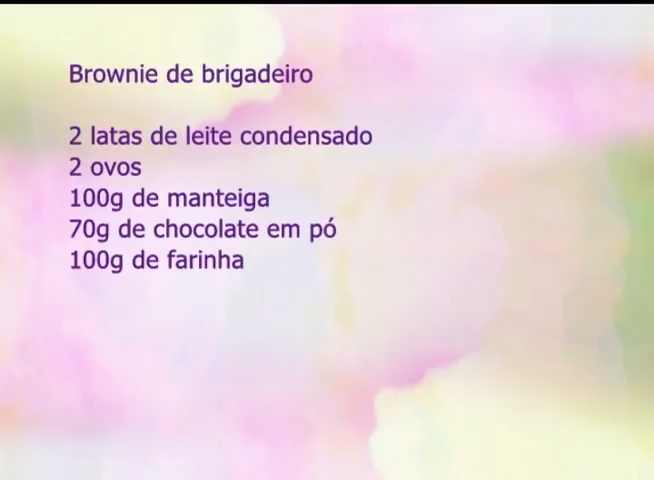 Brownie de brigadeiro
2 latas de leite condensado
2 ovos
100g de manteiga
70g de chocolate em pó
100g de farinha